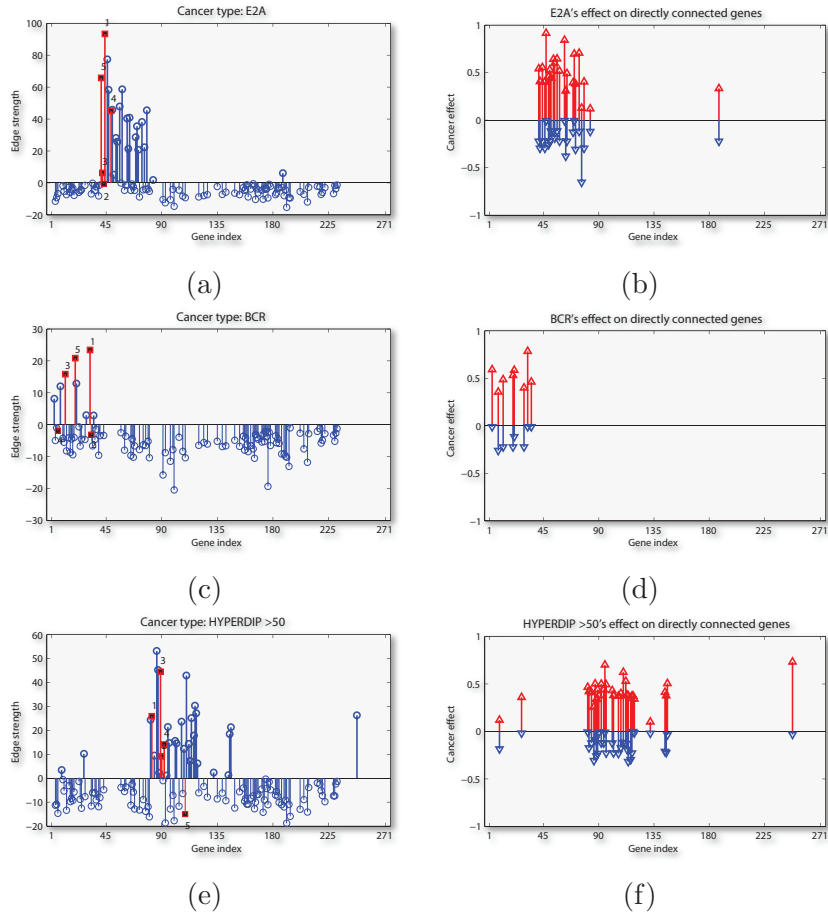 Cancer type: E2A
Edge strength
100
80
60
40
20
0
−20
1
5
4
3
2
1 45 90 135 180 225 271
Gene index
(a)
E2A's effect on directly connected edges
Cancer effect
1
0.5
0
−0.5
−1
1 45 90 135 180 225 271
Gene index
(b)
Cancer type: BCR
Edge strength
30
20
10
0
−10
−20
−30
1
5
3
1 45 90 135 180 225 271
Gene index
(c)
BCR's effect on directly connected genes
Cancer effect
1
0.5
0
−0.5
−1
1 45 90 135 180 225 271
Gene index
(d)
Cancer type: HYPERDIP >50
Edge strength
60
50
40
30
20
10
0
−10
−20
3
1
4
5
1 45 90 135 180 225 271
Gene index
(e)
HYPERDIP >50's effect on directly connected genes
Cancer effect
1
0.5
0
−0.5
−1
1 45 90 135 180 225 271
Gene index
(f)